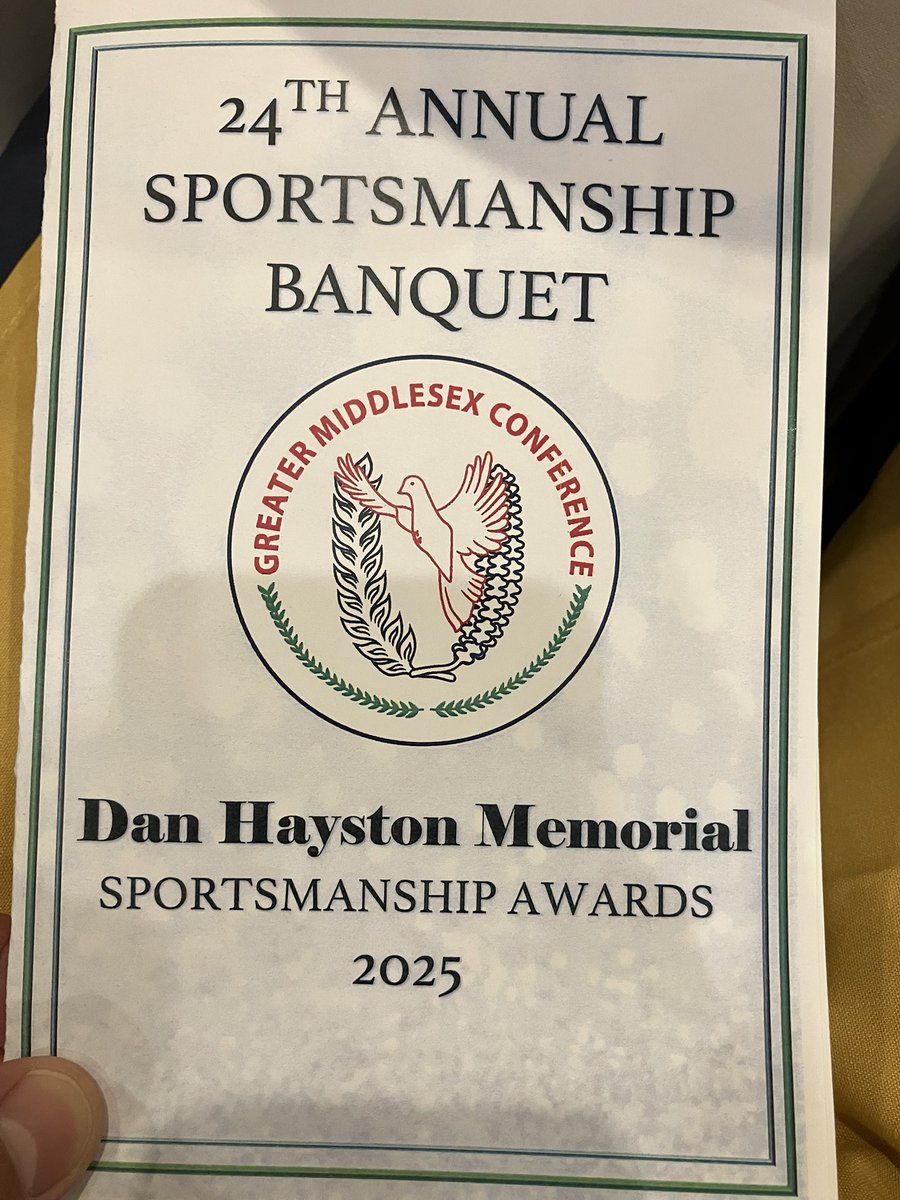 24TH ANNUAL
SPORTSMANSHIP
BANQUET
GREATER MIDDLESEX CONFERENCE
Dan Hayston Memorial
SPORTSMANSHIP AWARDS
2025